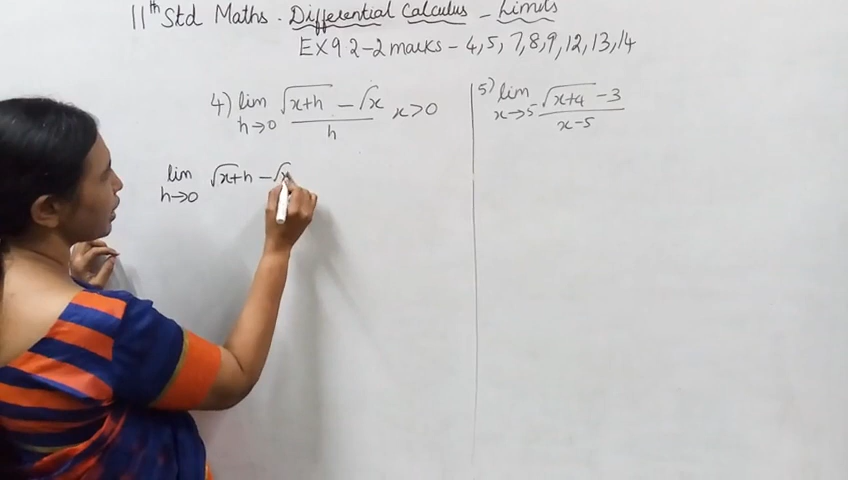 11th Std Maths. Differential Calculus - Limits
EX 9.2 - 2 marks - 4, 5, 7, 8, 9, 12, 13, 14
4) lim h→0 (√(x+h) - √x)/h x>0
5) lim x→5 (√(x+4) - 3)/(x-5)
lim h→0 √x+h - √x